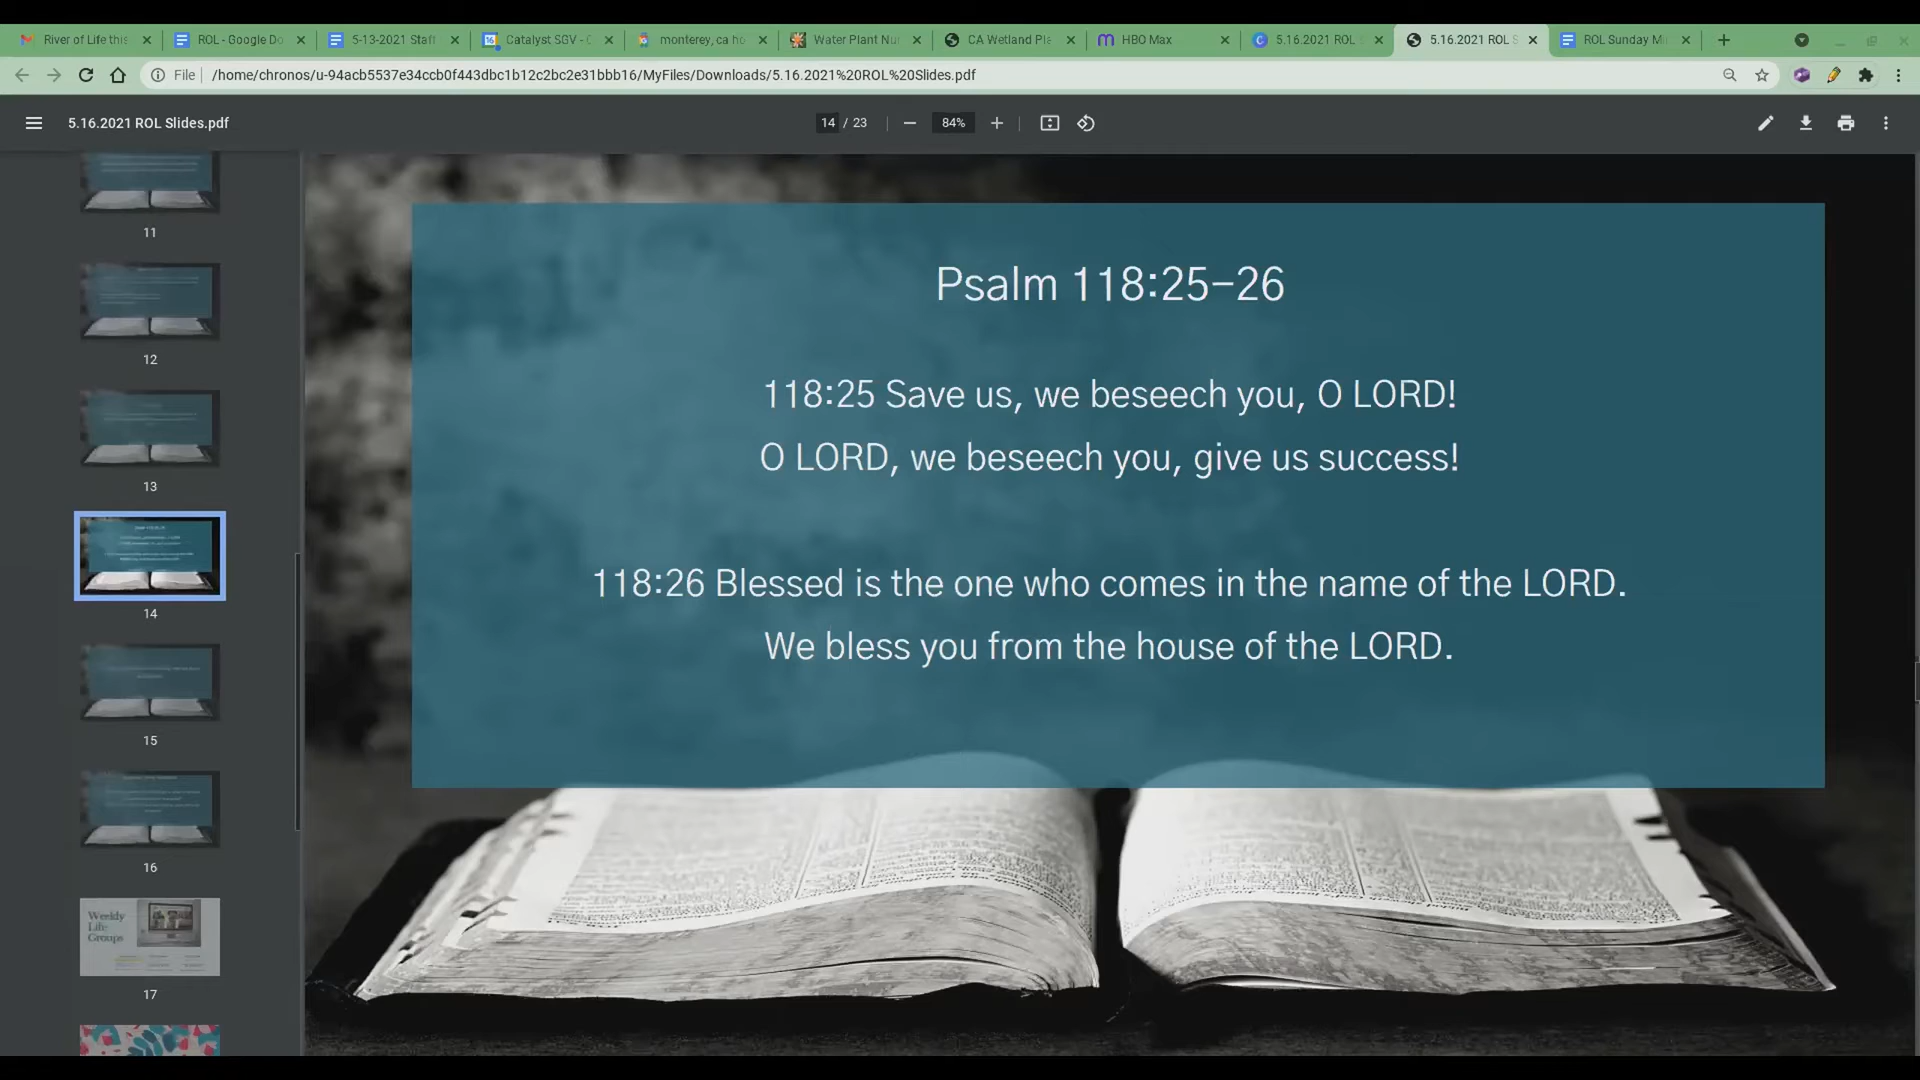 River of Life this
ROL - Google Do
5-13-2021 Staff
Catalyst SGV - C
monterey, ca ho
Water Plant Nu
CA Wetland Pla
HBO Max
5.16.2021 ROL
5.16.2021 ROL S
ROL Sunday M
File /home/chronos/u-94acb5537e34ccb0f443dbc1b12c2bc2e31bbb16/MyFiles/Downloads/5.16.2021%20ROL%20Slides.pdf
5.16.2021 ROL Slides.pdf
14 / 23
84%
11
12
13
14
15
16
Weekly
Life
Groups
17
Psalm 118:25-26
118:25 Save us, we beseech you, O LORD!
O LORD, we beseech you, give us success!
118:26 Blessed is the one who comes in the name of the LORD.
We bless you from the house of the LORD.